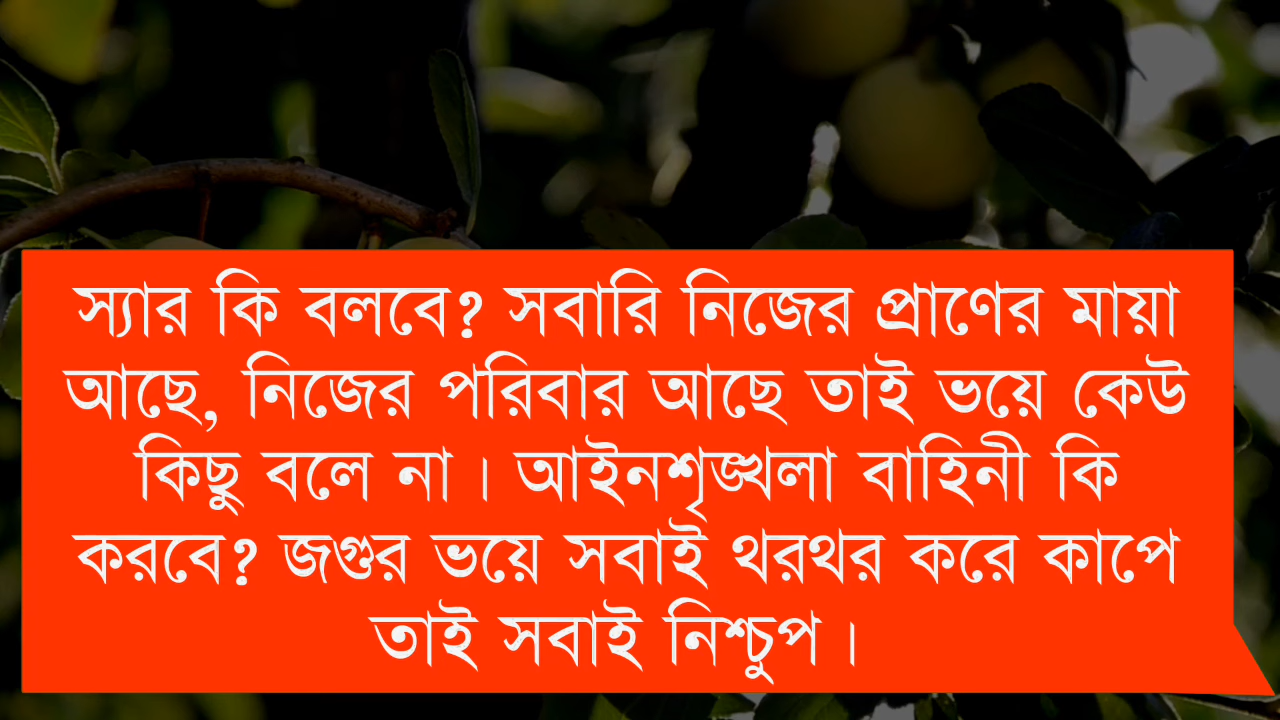 স্যার কি বলবে? সবারি নিজের প্রাণের মায়া
আছে, নিজের পরিবার আছে তাই ভয়ে কেউ
কিছু বলে না। আইনশৃঙ্খলা বাহিনী কি
করবে? জগুর ভয়ে সবাই থরথর করে কাপে
তাই সবাই নিশ্চুপ।